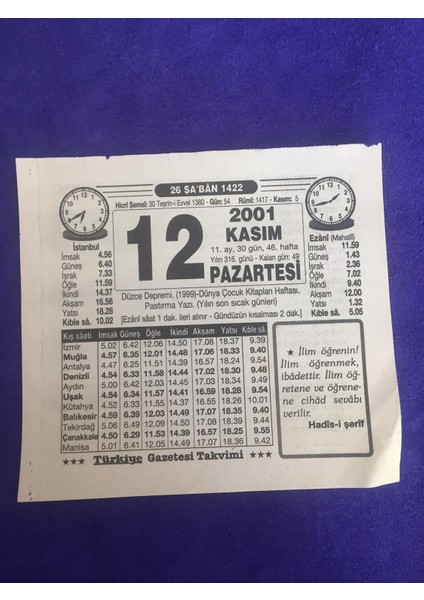 26 ŞA'BÂN 1422
Hicrî Şemsî: 30 Teşrin-i Evvel 1380 - Gün: 54 Rûmî: 1417 - Kasım: 5
12
2001
KASIM
11. ay, 30 gün, 46. hafta
Yılın 316. günü - Kalan gün: 49
PAZARTESİ
Düzce Depremi. (1999)-Dünya Çocuk Kitapları Haftası.
Pastırma Yazı. (Yılın son sıcak günleri)
[Ezânî sâat 1 dak. ileri alınır - Gündüzün kısalması 2 dak.]
İstanbul
İmsak 4.56
Güneş 6.40
İşrak 7.33
Öğle 11.59
İkindi 14.37
Akşam 16.56
Yatsı 18.28
Kıble sâ. 10.02
Ezânî (Mahallî)
İmsak 11.59
Güneş 1.43
İşrak 2.36
Öğle 7.02
İkindi 9.40
Akşam 12.00
Yatsı 1.32
Kıble sâ. 5.05
Kış sâati İmsak Güneş Öğle İkindi Akşam Yatsı Kıble sâ.
İzmir 5.02 6.42 12.06 14.50 17.08 18.37 9.39
Muğla 4.57 6.35 12.01 14.48 17.06 18.33 9.40
Antalya 4.47 6.25 11.51 14.39 16.57 18.24 9.54
Denizli 4.54 6.33 11.58 14.44 17.02 18.30 9.48
Aydın 5.00 6.42 12.03 14.45 17.07 18.35 9.45
Uşak 4.54 6.34 11.57 14.41 16.59 18.28 9.54
Kütahya 4.52 6.33 11.55 14.37 16.55 18.26 10.01
Balıkesir 4.59 6.39 12.03 14.49 17.07 18.35 9.40
Tekirdağ 5.06 6.49 12.09 14.50 17.08 18.38 9.44
Çanakkale 4.50 6.29 11.53 14.39 16.57 18.25 9.55
Manisa 5.01 6.41 12.05 14.49 17.07 18.36 9.42
★ İlim öğrenin!
İlim öğrenmek,
ibâdettir. İlim öğ-
retene ve öğrene-
ne cihâd sevâbı
verilir.
Hadîs-i şerîf
★★★ Türkiye Gazetesi Takvimi ★★★